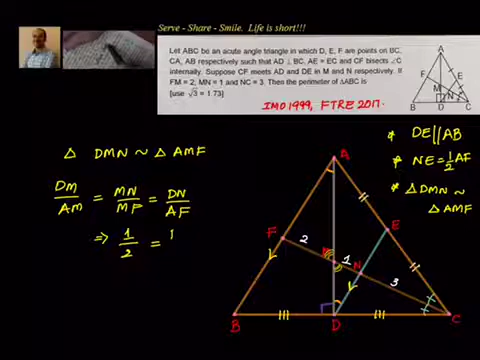 Serve - Share - Smile. Life is short!!!
Let ABC be an acute angle triangle in which D, E, F are points on BC,
CA, AB respectively such that AD ⊥ BC, AE = EC and CF bisects ∠C
internally. Suppose CF meets AD and DE in M and N respectively. If
FM = 2, MN = 1 and NC = 3. Then the perimeter of ΔABC is
[use √3 = 1.73]
IMO 1999, FTRE 2017.
A
F
E
M
N
B
D
C
* DE||AB
* NE = 1/2 AF
* Δ DMN ~
Δ AMF
Δ DMN ~ Δ AMF
DM/AM = MN/MF = DN/AF
⇒ 1/2 =
A
F
2
E
1
N
3
B
D
C